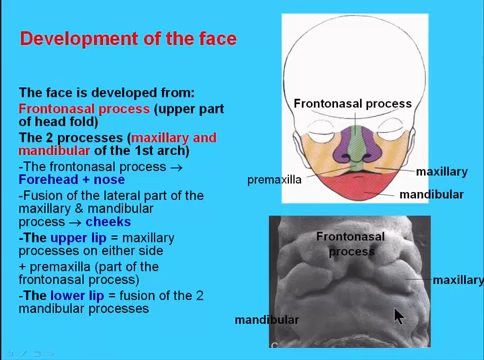 Development of the face
The face is developed from:
Frontonasal process (upper part
of head fold)
The 2 processes (maxillary and
mandibular of the 1st arch)
-The frontonasal process →
Forehead + nose
-Fusion of the lateral part of the
maxillary & mandibular
process → cheeks
-The upper lip = maxillary
processes on either side
+ premaxilla (part of the
frontonasal process)
-The lower lip = fusion of the 2
mandibular processes
Frontonasal process
premaxilla
maxillary
mandibular
Frontonasal
process
maxillary
mandibular
C